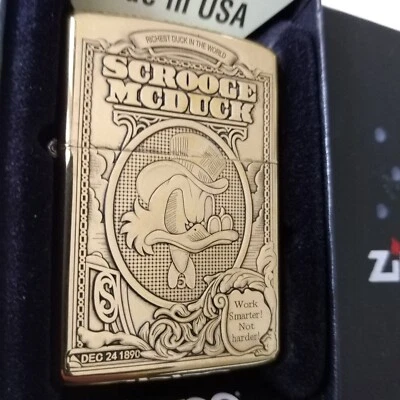 in USA
RICHEST DUCK IN THE WORLD
SCROOGE
MCDUCK
$
Work
Smarter!
Not
harder!
DEC 24 1890